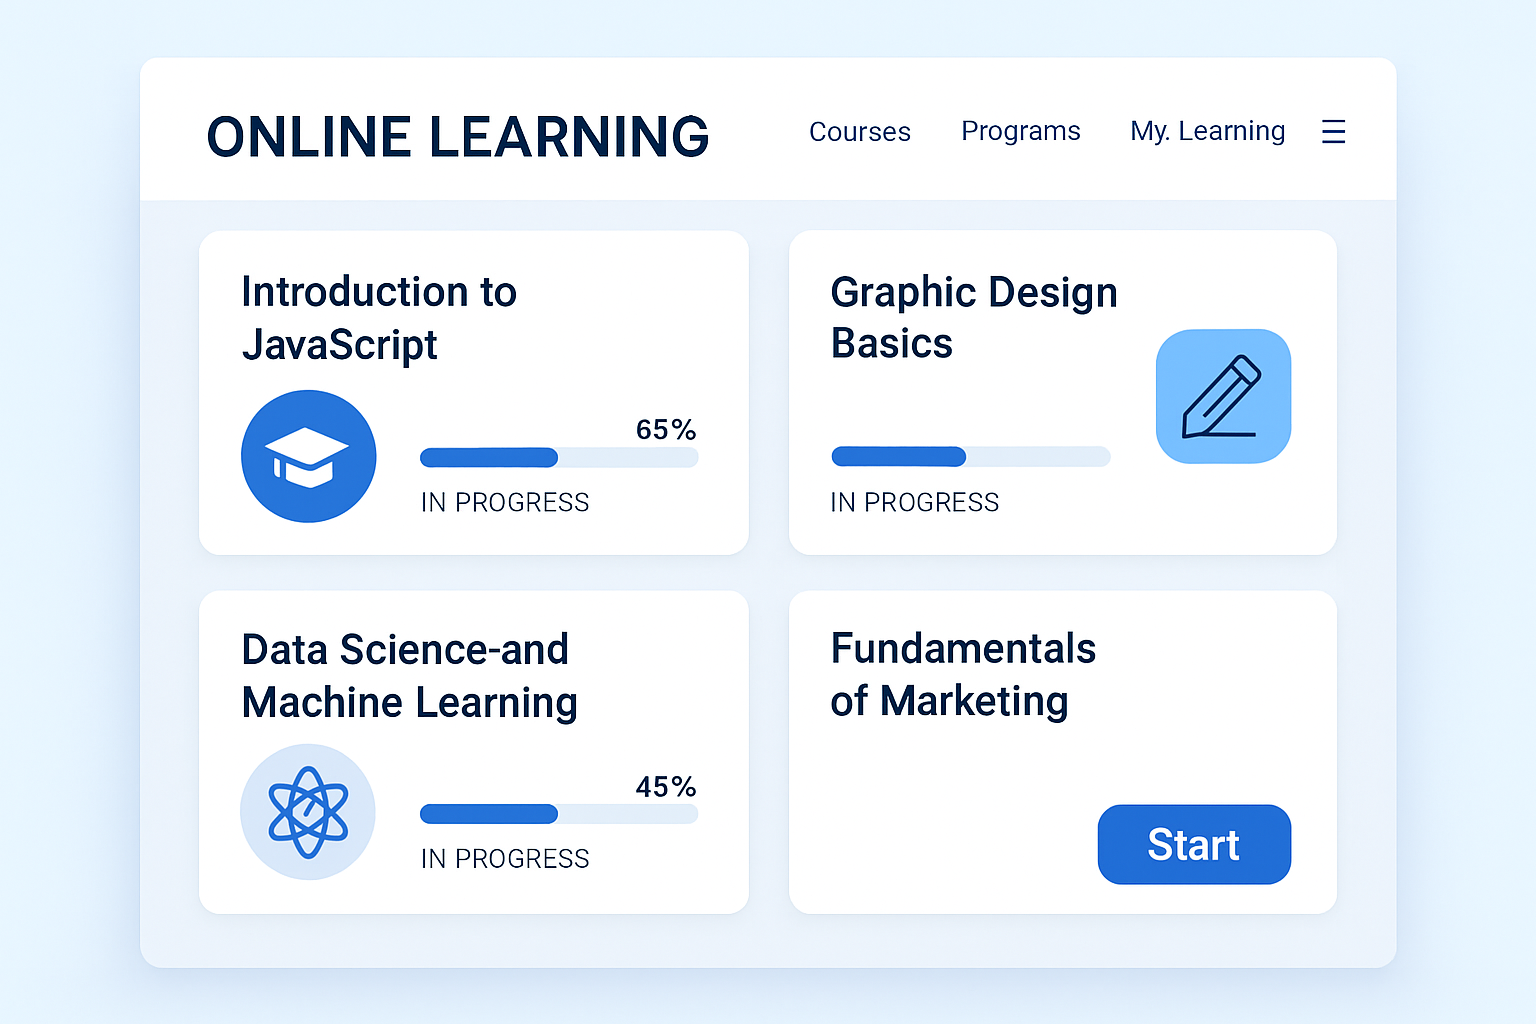 ONLINE LEARNING
Courses
Programs
My. Learning
Introduction to
JavaScript
65%
IN PROGRESS
Graphic Design
Basics
IN PROGRESS
Data Science-and
Machine Learning
45%
IN PROGRESS
Fundamentals
of Marketing
Start